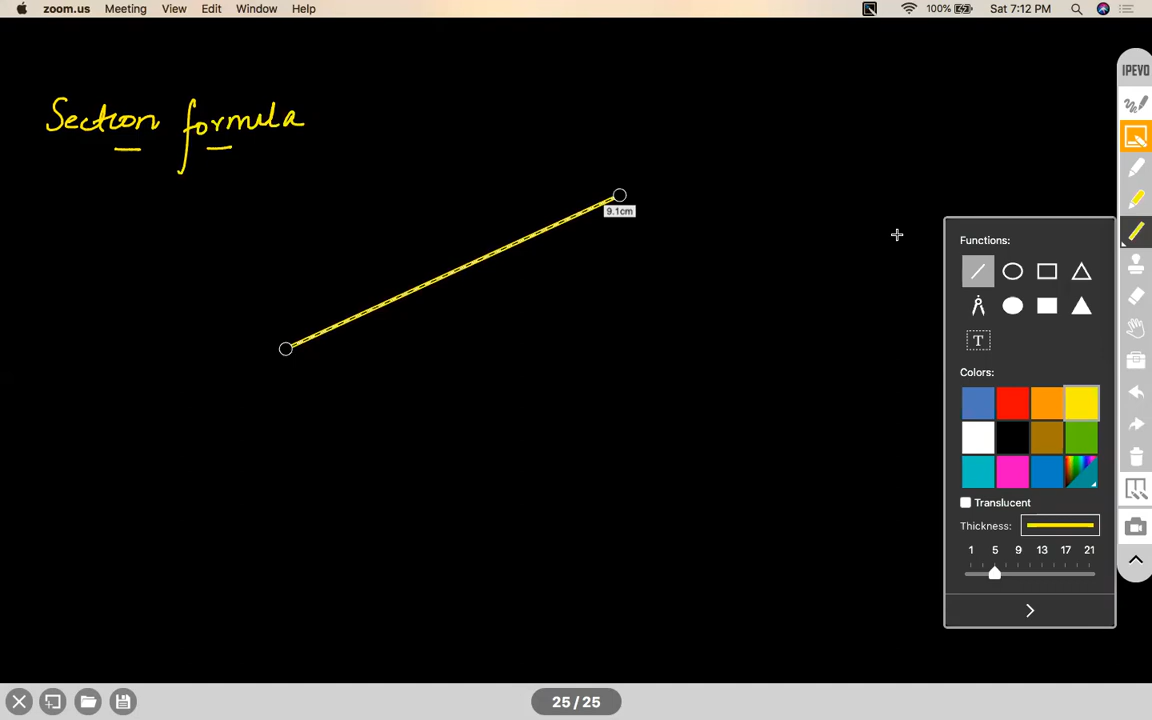 zoom.us Meeting View Edit Window Help 100% Sat 7:12 PM
Section formula
IPEVO
9.1cm
Functions:
T
Colors:
Translucent
Thickness:
1 5 9 13 17 21
25 / 25